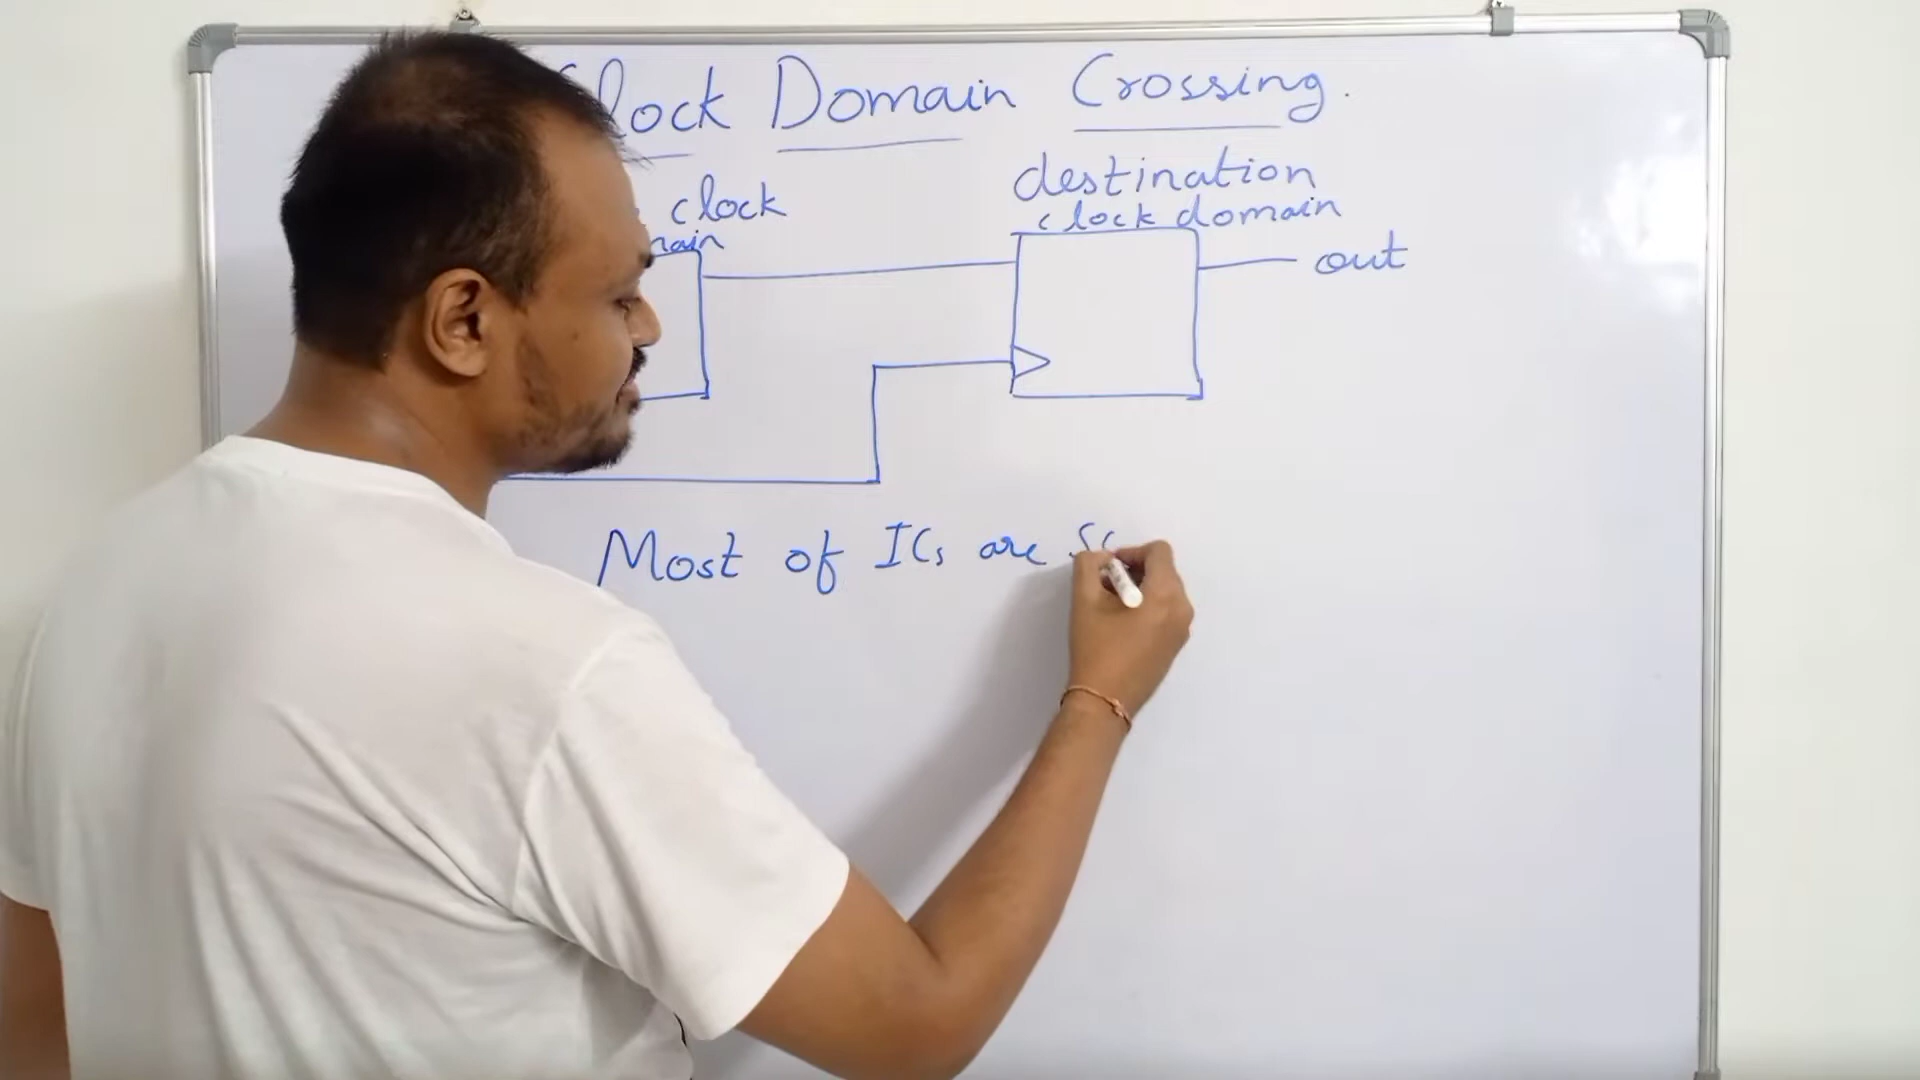 lock Domain Crossing.
clock
destination
clock domain
out
Most of ICs are